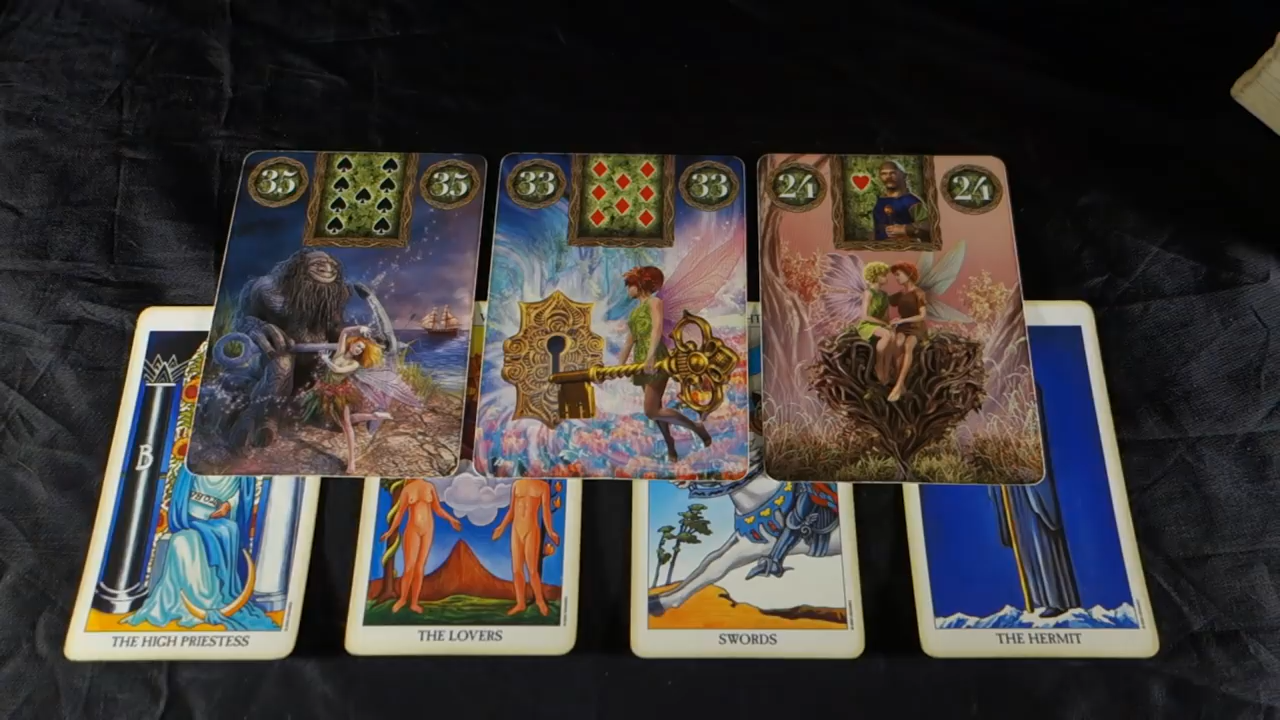 35 35
33 33
24 24
B
THE HIGH PRIESTESS
THE LOVERS
SWORDS
THE HERMIT